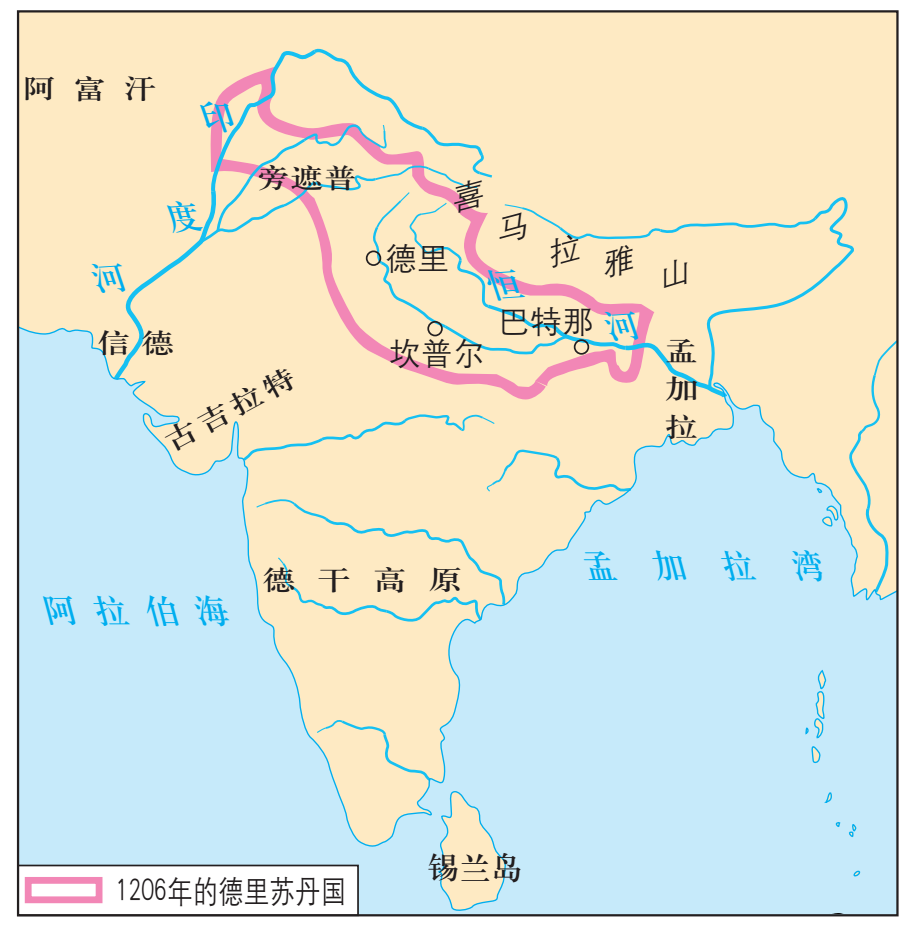 阿富汗
印度河
旁遮普
喜马拉雅山
德里
恒河
巴特那
坎普尔
信德
孟加拉
古吉拉特
德干高原
孟加拉湾
阿拉伯海
锡兰岛
1206年的德里苏丹国